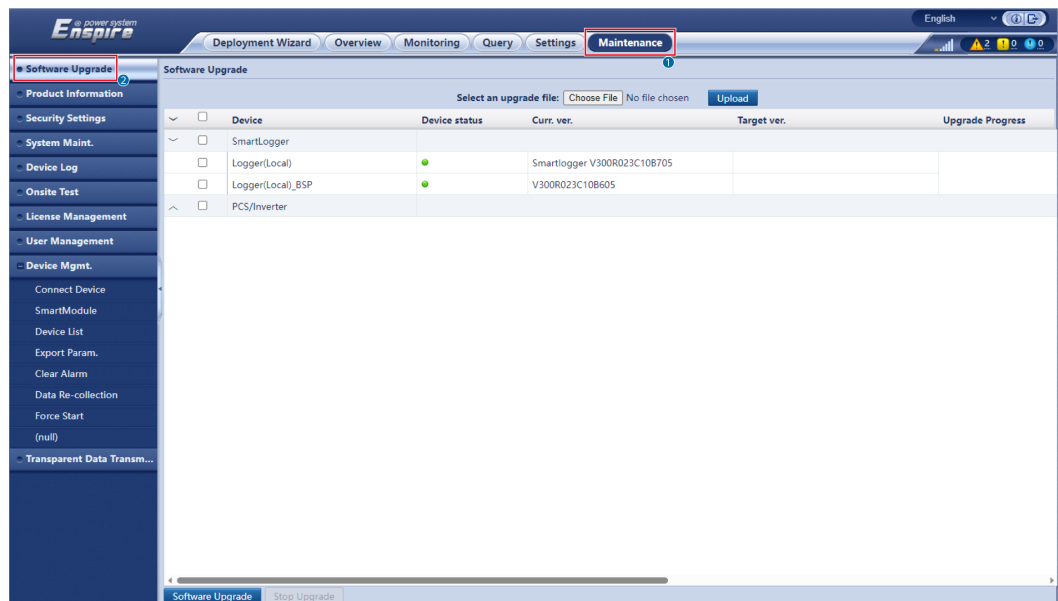 e power system
Enspire
English
Deployment Wizard Overview Monitoring Query Settings Maintenance
2 0 0
1
Software Upgrade
2
Product Information
Security Settings
System Maint.
Device Log
Onsite Test
License Management
User Management
Device Mgmt.
Connect Device
SmartModule
Device List
Export Param.
Clear Alarm
Data Re-collection
Force Start
(null)
Transparent Data Transm...
Software Upgrade
Select an upgrade file: Choose File No file chosen Upload
Device Device status Curr. ver. Target ver. Upgrade Progress
SmartLogger
Logger(Local) Smartlogger V300R023C10B705
Logger(Local)_BSP V300R023C10B605
PCS/Inverter
Software Upgrade Stop Upgrade